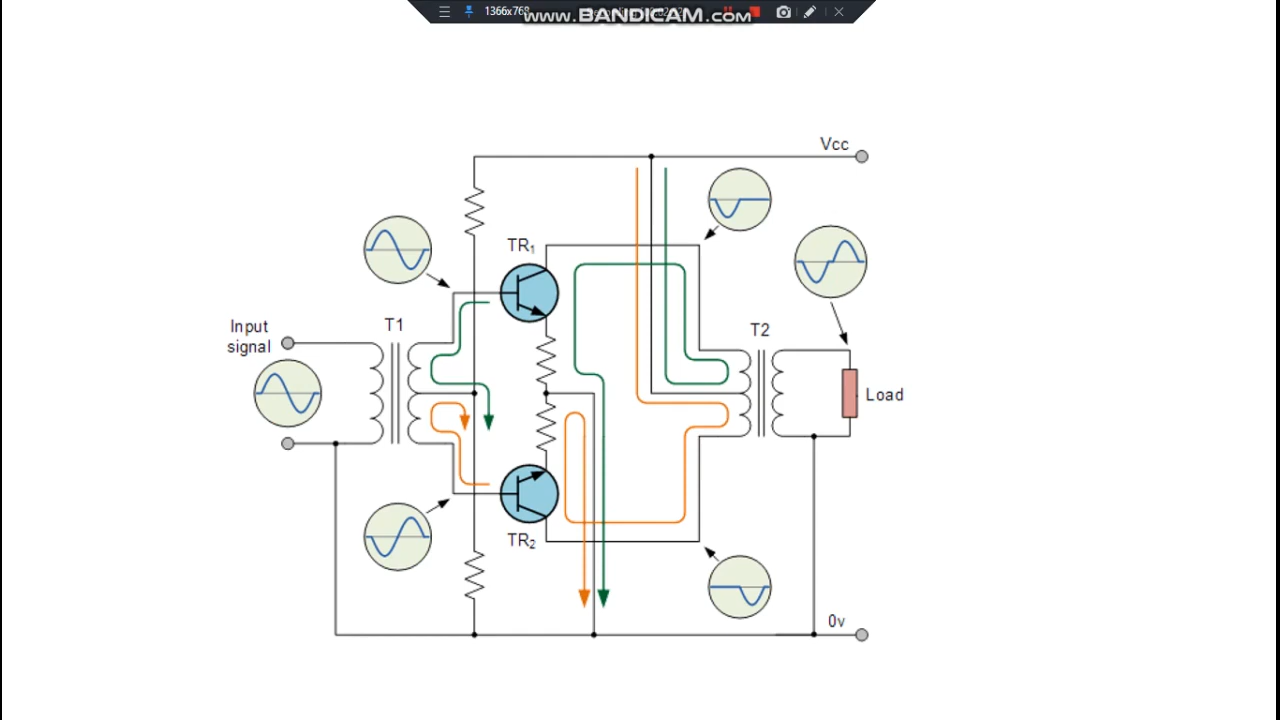 1366x768
www.BANDICAM.com
Vcc
TR1
Input
signal
T1
T2
Load
TR2
0v